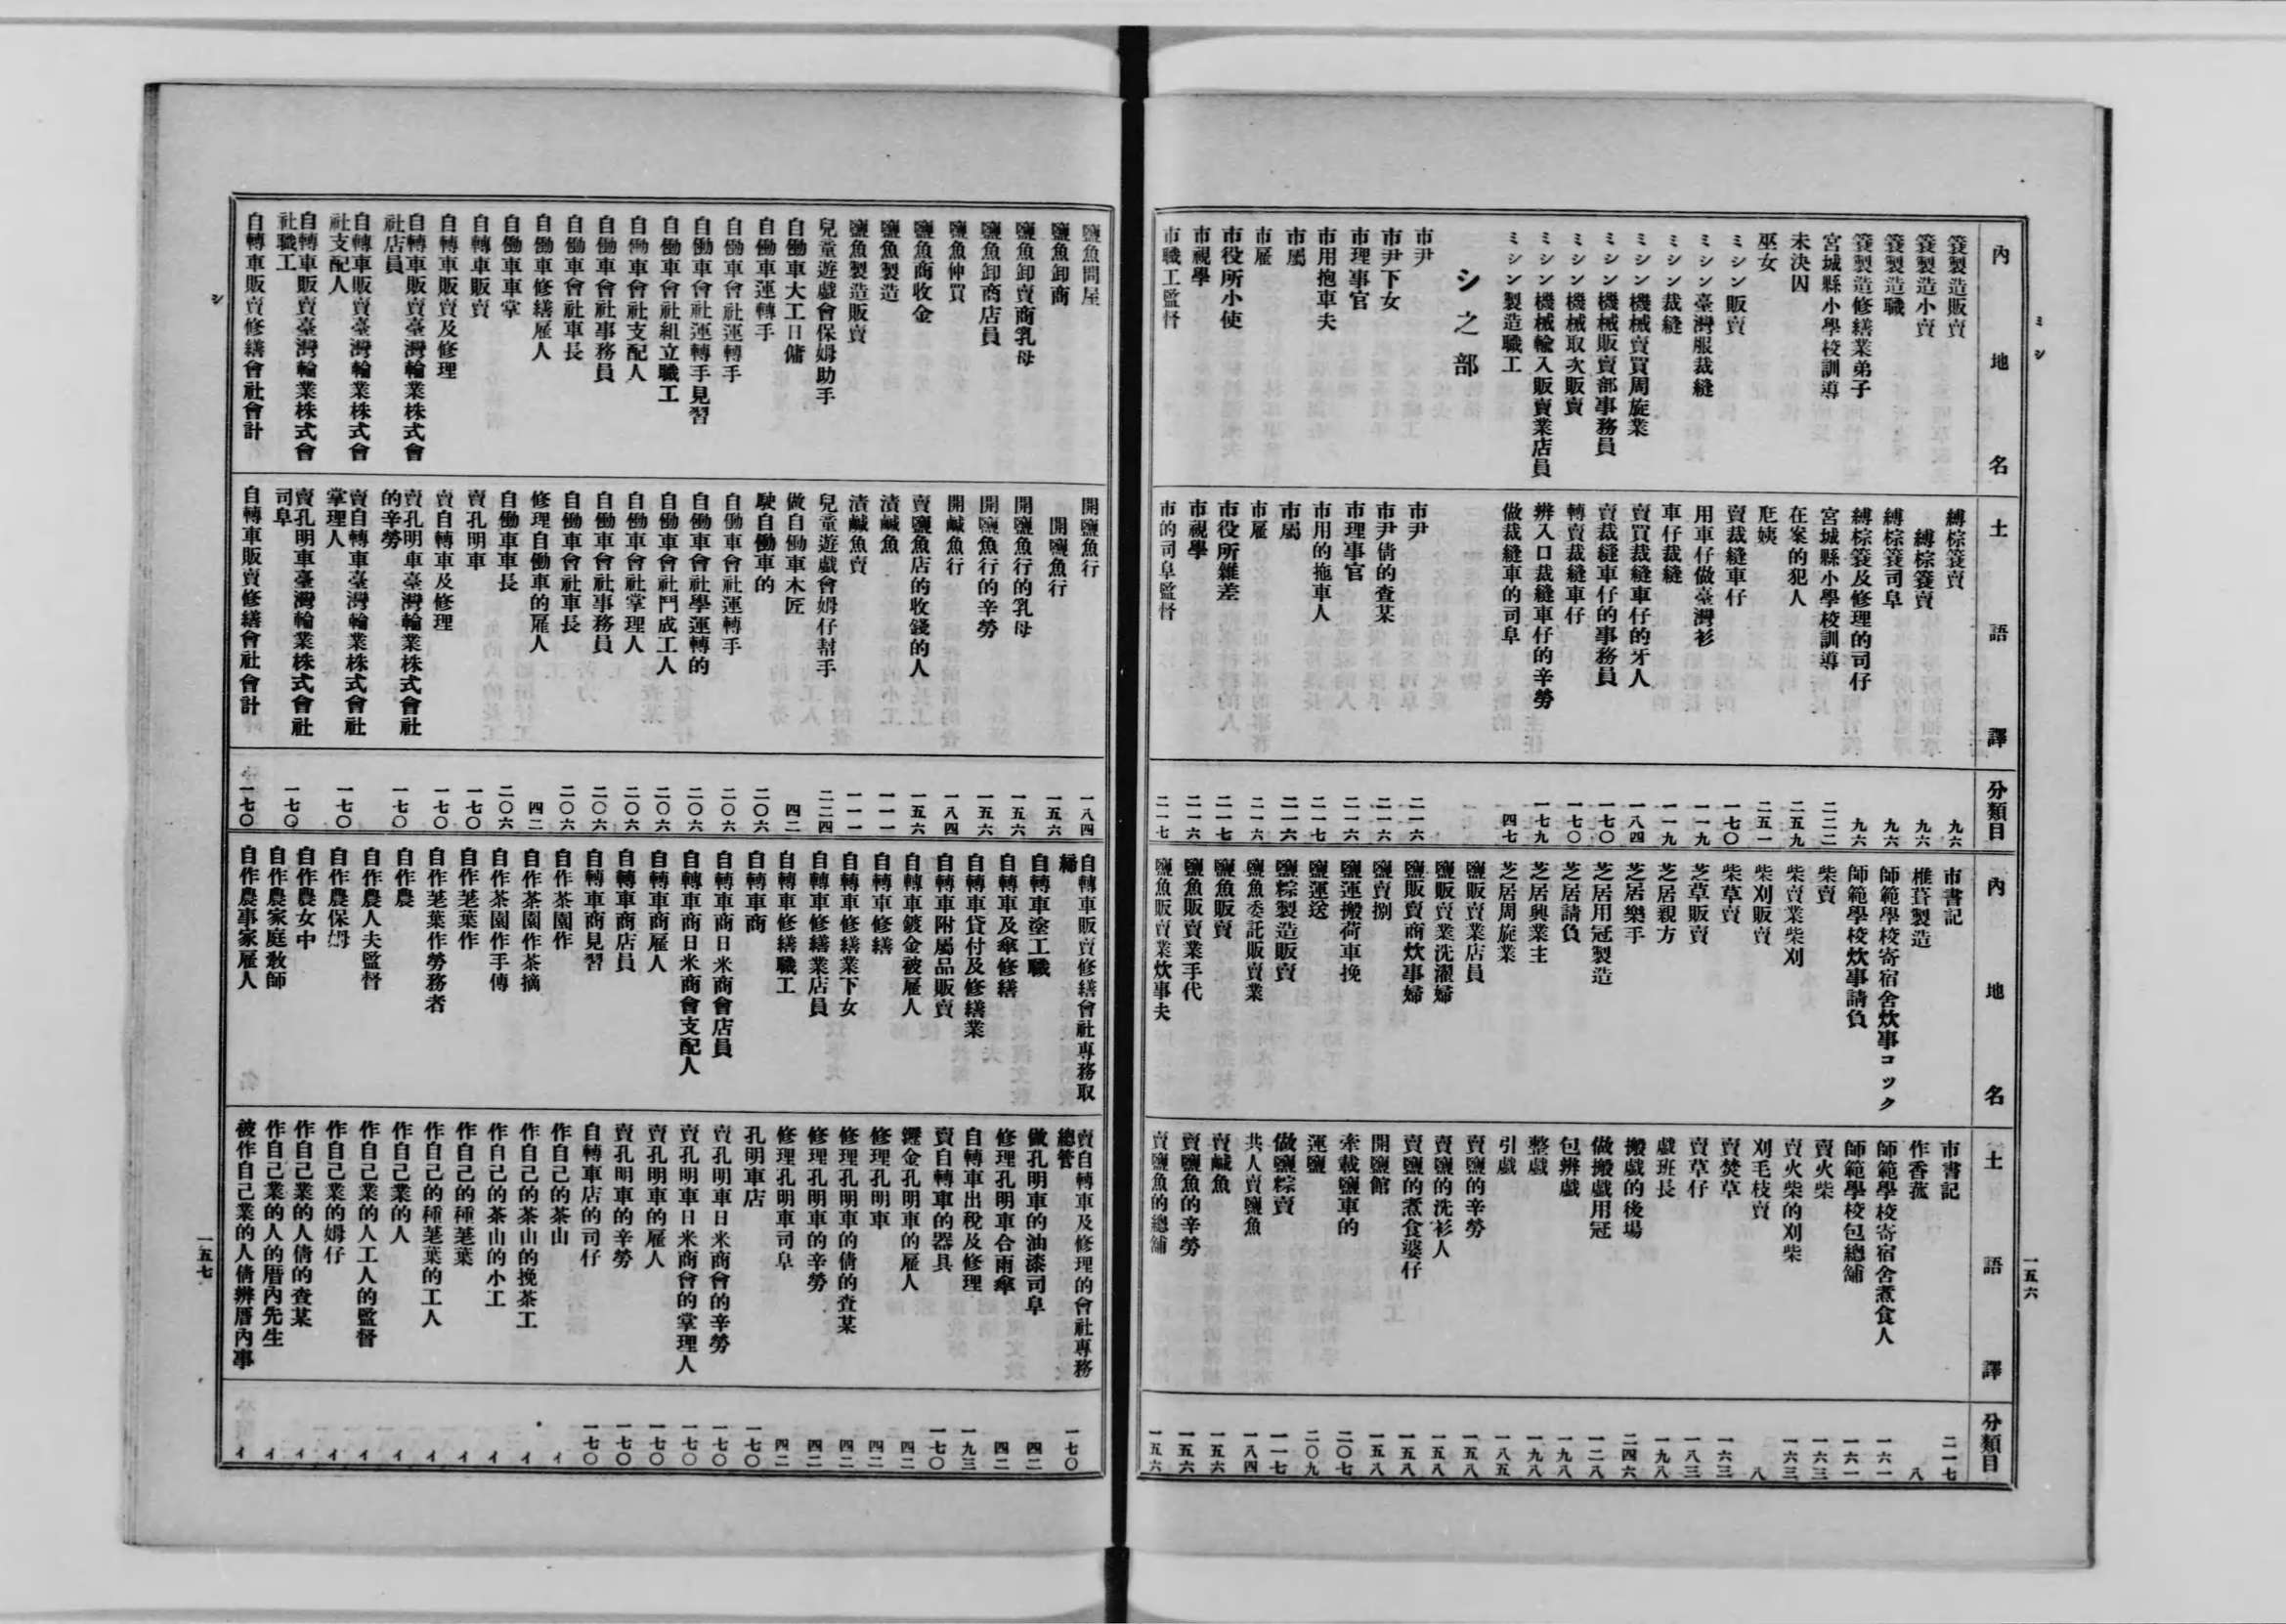 ミシ
一五六
內地名 土語譯 分類目
簑製造販賣 縛棕簑賣 九六
簑製造小賣 縛棕簑賣 九六
簑製造職 縛棕簑司阜 九六
簑製造修繕業弟子 縛棕簑及修理的司仔 九六
宮城縣小學校訓導 宮城縣小學校訓導 二二二
未決囚 在案的犯人 二五九
巫女 尫姨 二五一
ミシン販賣 賣裁縫車仔 一七〇
ミシン臺灣服裁縫 用車仔做臺灣衫 一一九
ミシン裁縫 車仔裁縫 一一九
ミシン機械賣買周旋業 賣買裁縫車仔的牙人 一八四
ミシン機械販賣部事務員 賣裁縫車仔的事務員 一七〇
ミシン機械取次販賣 轉賣裁縫車仔 一七〇
ミシン機械輸入販賣業店員 辨入口裁縫車仔的辛勞 一七九
ミシン製造職工 做裁縫車的司阜 四七
シ之部
市尹 市尹 二一六
市尹下女 市尹倩的查某 二一六
市理事官 市理事官 二一六
市用抱車夫 市用的拖車人 二一七
市屬 市屬 二一六
市雇 市雇 二一六
市役所小使 市役所雜差 二一七
市視學 市視學 二一六
市職工監督 市的司阜監督 二一七
內地名 土語譯 分類目
市書記 市書記 二一七
椎茸製造 作香菰 八
師範學校寄宿舍炊事コック 師範學校寄宿舍煮食人 一六一
師範學校炊事請負 師範學校包總舖 一六一
柴賣 賣火柴 一六三
柴賣業柴刈 賣火柴的刈柴 一六三
柴刈販賣 刈毛枝賣 八
柴草賣 賣焚草 一六三
芝草販賣 賣草仔 一八三
芝居親方 戲班長 一九八
芝居樂手 搬戲的後場 二四六
芝居用冠製造 做搬戲用冠 一二八
芝居請負 包辨戲 一九八
芝居興業主 整戲 一九八
芝居周旋業 引戲 一八五
鹽販賣業店員 賣鹽的辛勞 一五八
鹽販賣業洗濯婦 賣鹽的洗衫人 一五八
鹽販賣商炊事婦 賣鹽的煮食婆仔 一五八
鹽賣捌 開鹽館 一五八
鹽運搬荷車挽 牽載鹽車的 二〇七
鹽運送 運鹽 二〇九
鹽粽製造販賣 做鹽粽賣 一一七
鹽魚委託販賣業 共人賣鹽魚 一八四
鹽魚販賣 賣鹹魚 一五六
鹽魚販賣業手代 賣鹽魚的辛勞 一五六
鹽魚販賣業炊事夫 賣鹽魚的總舖 一五六
鹽魚問屋 開鹽魚行 一八四
鹽魚卸商 開鹽魚行 一五六
鹽魚卸賣商乳母 開鹽魚行的乳母 一五六
鹽魚卸商店員 開鹽魚行的辛勞 一五六
鹽魚仲買 開鹹魚行 一八四
鹽魚商收金 賣鹽魚店的收錢的人 一五六
鹽魚製造 漬鹹魚 一一一
鹽魚製造販賣 漬鹹魚賣 一一一
兒童遊戲會保姆助手 兒童遊戲會姆仔幇手 二二四
自働車大工日傭 做自働車木匠 四二
自働車運轉手 駛自働車的 二〇六
自働車會社運轉手 自働車會社運轉手 二〇六
自働車會社運轉手見習 自働車會社學運轉的 二〇六
自働車會社組立職工 自働車會社鬥成工人 二〇六
自働車會社支配人 自働車會社掌理人 二〇六
自働車會社事務員 自働車會社事務員 二〇六
自働車會社車長 自働車會社車長 二〇六
自働車修繕雇人 修理自働車的雇人 四二
自働車車掌 自働車車長 二〇六
自轉車販賣 賣孔明車 一七〇
自轉車販賣及修理 賣自轉車及修理 一七〇
自轉車販賣臺灣輪業株式會社店員 賣孔明車臺灣輪業株式會社的辛勞 一七〇
自轉車販賣臺灣輪業株式會社支配人 賣自轉車臺灣輪業株式會社掌理人 一七〇
自轉車販賣臺灣輪業株式會社職工 賣孔明車臺灣輪業株式會社司阜 一七〇
自轉車販賣修繕會社會計 自轉車販賣修繕會社會計 一七〇
自轉車販賣修繕會社專務取締 賣自轉車及修理的會社專務總管 一七〇
自轉車塗工職 做孔明車的油漆司阜 四二
自轉車及傘修繕 修理孔明車合雨傘 四二
自轉車貸付及修繕業 自轉車出稅及修理 一九三
自轉車附屬品販賣 賣自轉車的器具 一七〇
自轉車鍍金被雇人 鍍金孔明車的雇人 四二
自轉車修繕 修理孔明車 四二
自轉車修繕業下女 修理孔明車的倩的查某 四二
自轉車修繕業店員 修理孔明車的辛勞 四二
自轉車修繕職工 修理孔明車司阜 四二
自轉車商 孔明車店 一七〇
自轉車商日米商會店員 賣孔明車日米商會的辛勞 一七〇
自轉車商日米商會支配人 賣孔明車日米商會的掌理人 一七〇
自轉車商雇人 賣孔明車的雇人 一七〇
自轉車商店員 賣孔明車的辛勞 一七〇
自轉車商見習 自轉車店的司仔 一七〇
自作茶園作 作自己的茶山 イ
自作茶園作茶摘 作自己的茶山的挽茶工 イ
自作茶園作手傳 作自己的茶山的小工 イ
自作荖葉作 作自己的種荖葉 イ
自作荖葉作勞務者 作自己的種荖葉的工人 イ
自作農 作自己業的人 イ
自作農人夫監督 作自己業的人工人的監督 イ
自作農保姆 作自己業的姆仔 イ
自作農女中 作自己業的人倩的查某 イ
自作農家庭敎師 作自己業的人的厝內先生 イ
自作農事家雇人 被作自己業的人倩辨厝內事 イ
シ
一五七